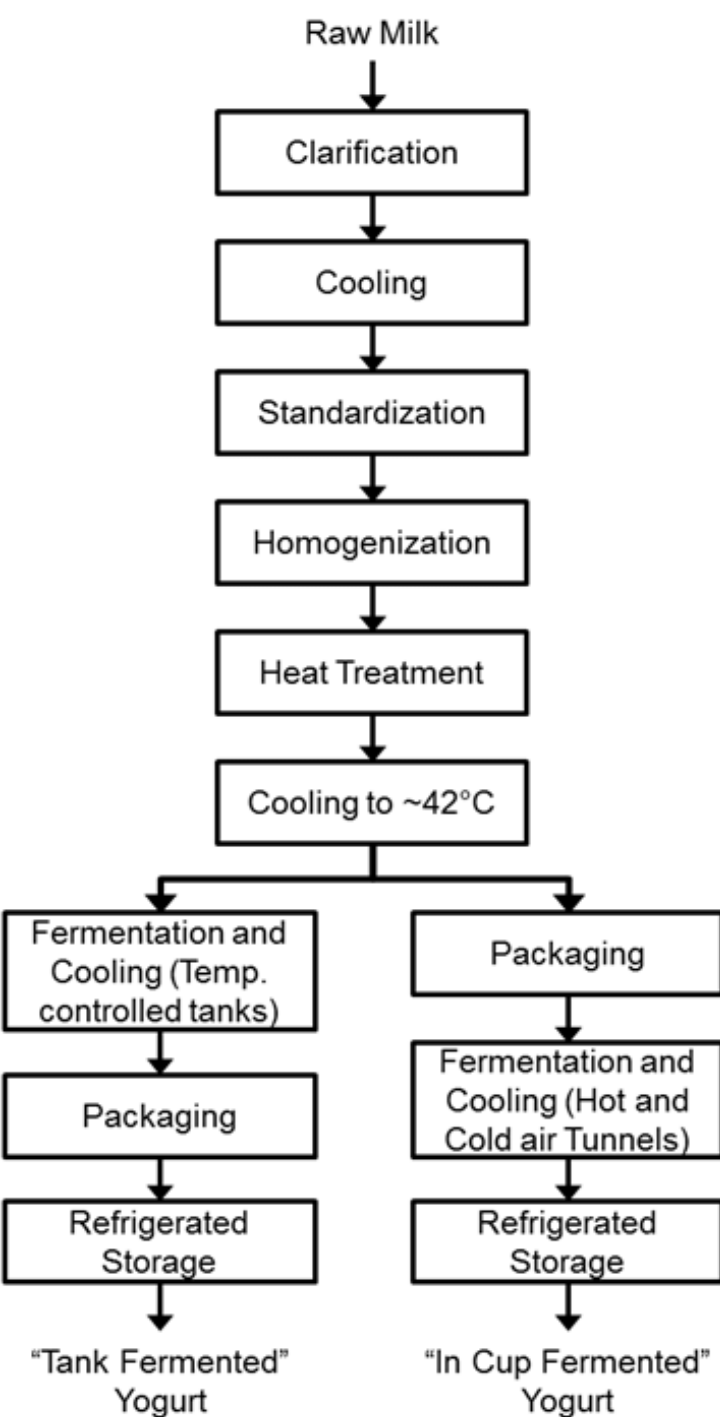 Raw Milk
Clarification
Cooling
Standardization
Homogenization
Heat Treatment
Cooling to ~42°C
Fermentation and
Cooling (Temp.
controlled tanks)
Packaging
Refrigerated
Storage
“Tank Fermented”
Yogurt
Packaging
Fermentation and
Cooling (Hot and
Cold air Tunnels)
Refrigerated
Storage
“In Cup Fermented”
Yogurt